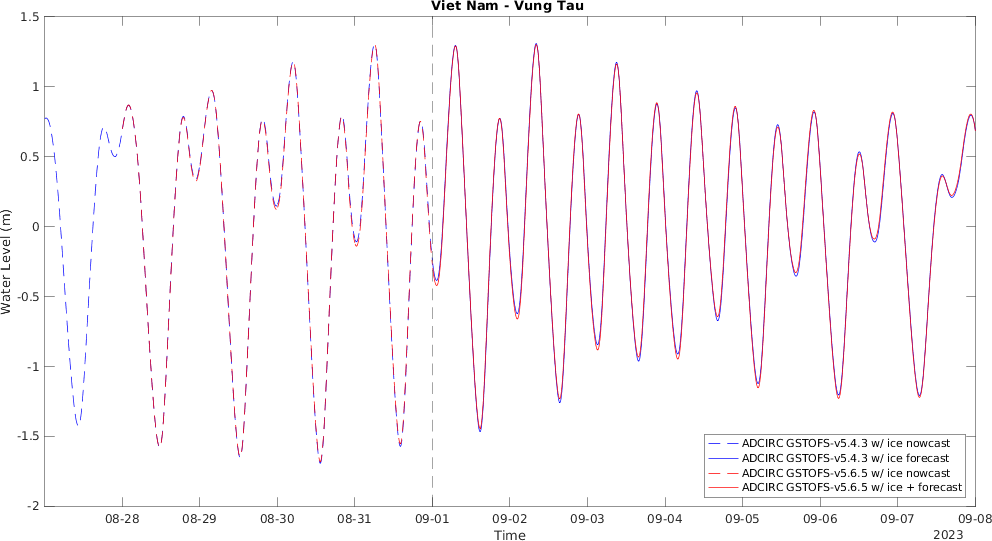 Viet Nam - Vung Tau
1.5
1
0.5
0
-0.5
-1
-1.5
-2
Water Level (m)
ADCIRC GSTOFS-v5.4.3 w/ ice nowcast
ADCIRC GSTOFS-v5.4.3 w/ ice forecast
ADCIRC GSTOFS-v5.6.5 w/ ice nowcast
ADCIRC GSTOFS-v5.6.5 w/ ice + forecast
08-28 08-29 08-30 08-31 09-01 09-02 09-03 09-04 09-05 09-06 09-07 09-08
Time
2023